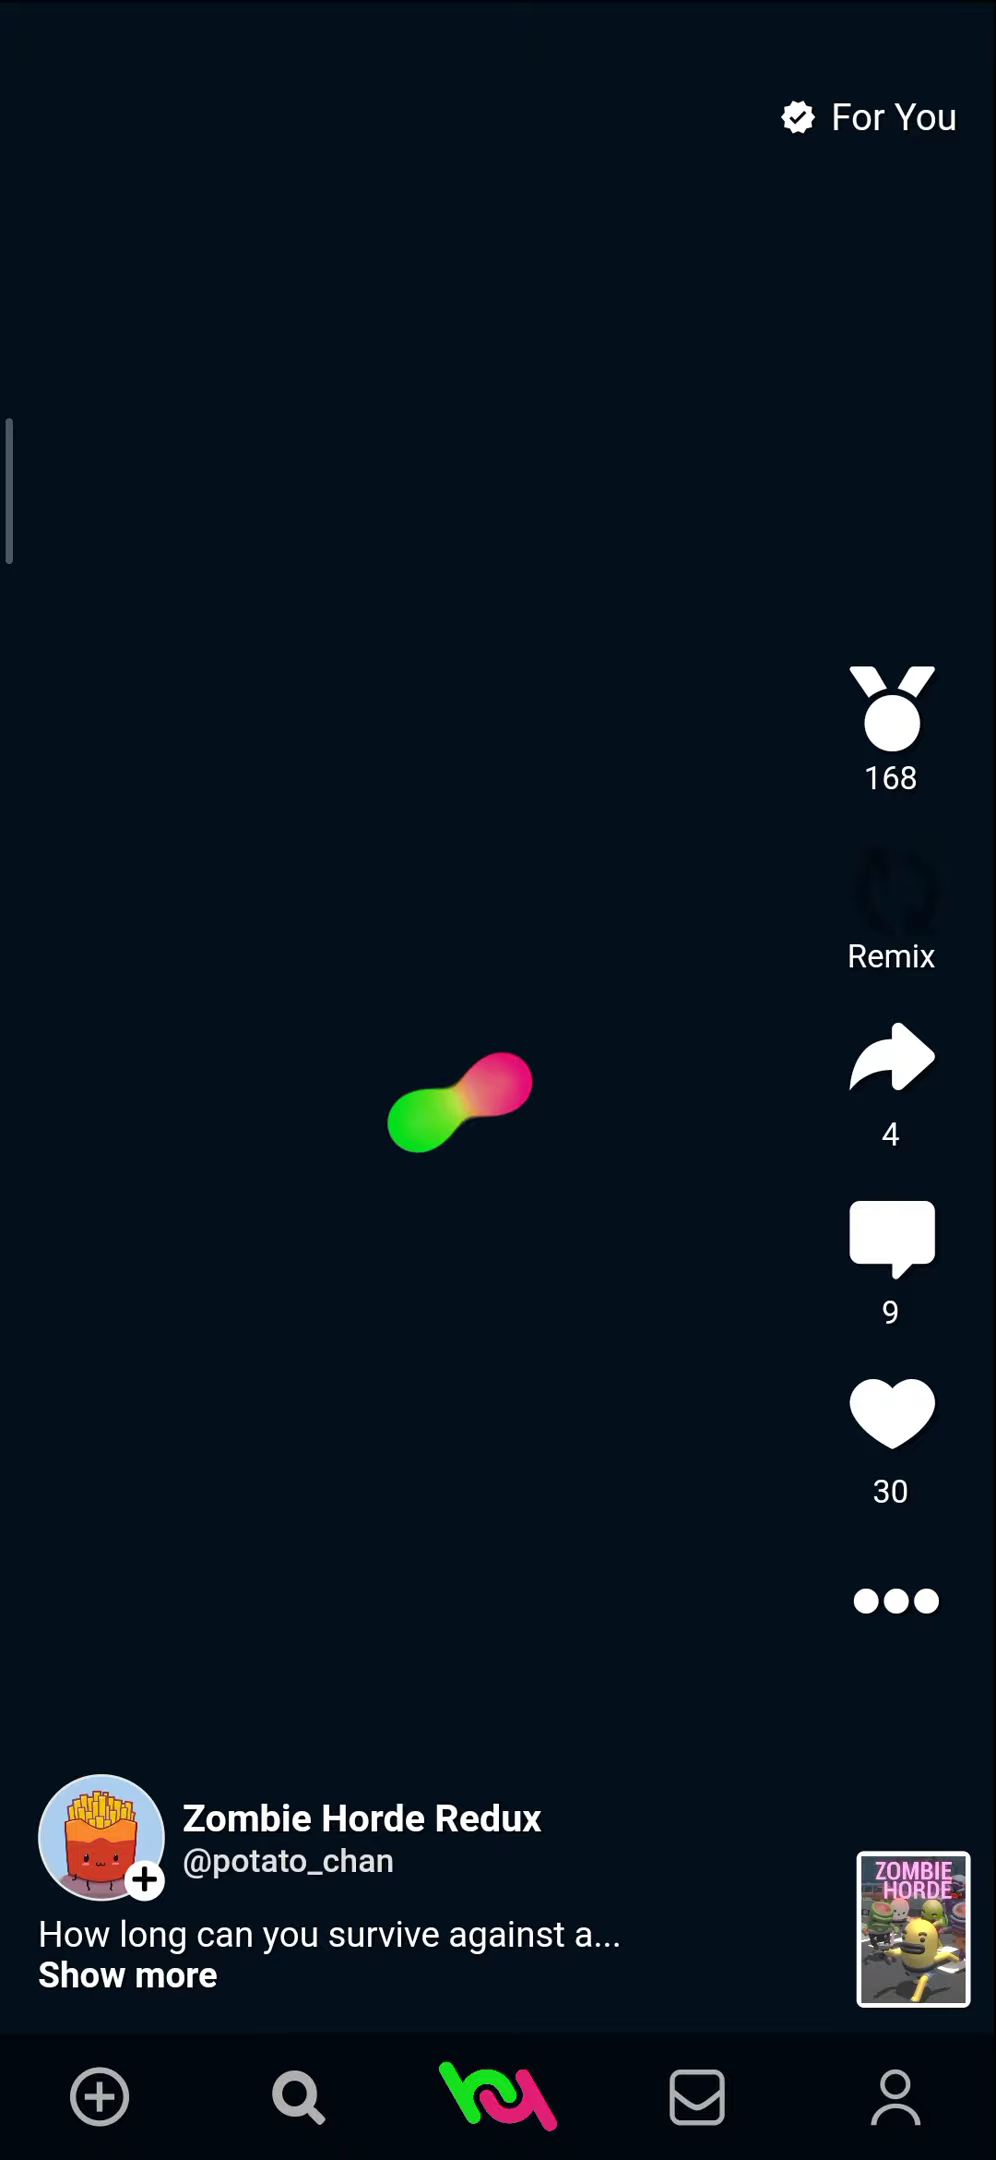 For You
168
Remix
4
9
30
Zombie Horde Redux
@potato_chan
How long can you survive against a...
Show more
ZOMBIE
HORDE